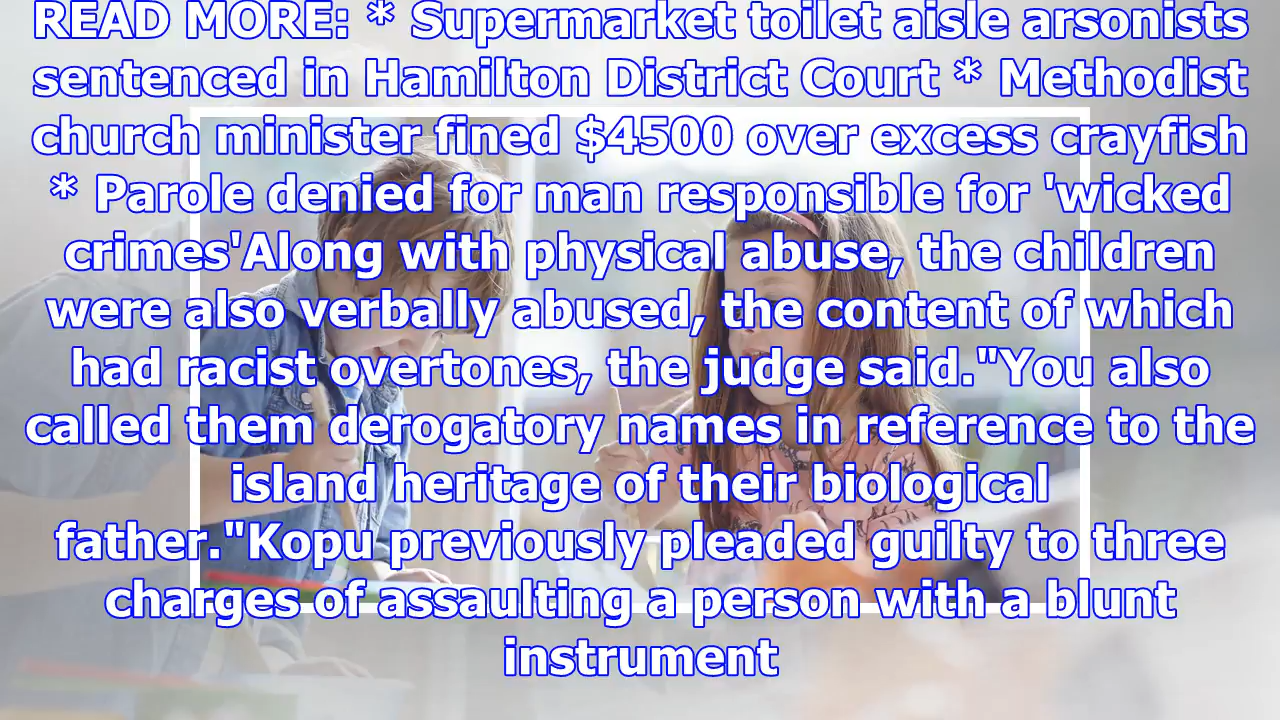 READ MORE: * Supermarket toilet aisle arsonists
sentenced in Hamilton District Court * Methodist
church minister fined $4500 over excess crayfish
* Parole denied for man responsible for 'wicked
crimes'Along with physical abuse, the children
were also verbally abused, the content of which
had racist overtones, the judge said."You also
called them derogatory names in reference to the
island heritage of their biological
father."Kopu previously pleaded guilty to three
charges of assaulting a person with a blunt
instrument